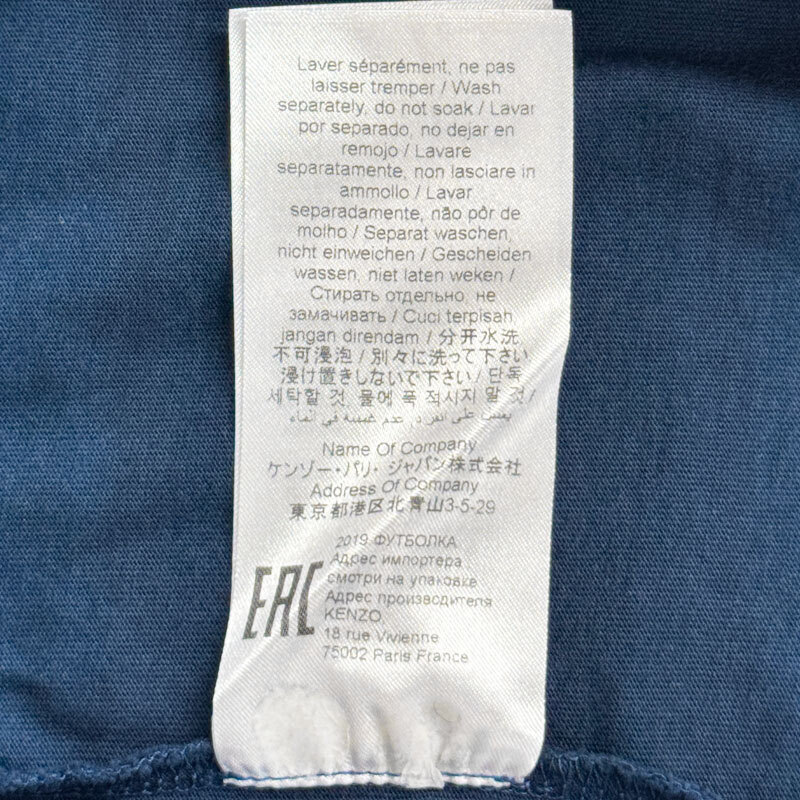 Laver séparément, ne pas
laisser tremper / Wash
separately, do not soak / Lavar
por separado, no dejar en
remojo / Lavare
separatamente, non lasciare in
ammollo / Lavar
separadamente, não pôr de
molho / Separat waschen,
nicht einweichen / Gescheiden
wassen, niet laten weken /
Стирать отдельно, не
замачивать / Cuci terpisah
jangan direndam / 分开水洗
不可浸泡 / 別々に洗って下さい
浸け置きしないで下さい / 단독
세탁할 것 물에 푹 적시지 말 것 /
يغسل على انفراد، عدم غمسه في الماء
Name Of Company
ケンゾー・パリ・ジャパン株式会社
Address Of Company
東京都港区北青山3-5-29
2019 ФУТБОЛКА
Адрес импортера
смотри на упаковке
Адрес производителя
KENZO,
18 rue Vivienne
75002 Paris France
EAC